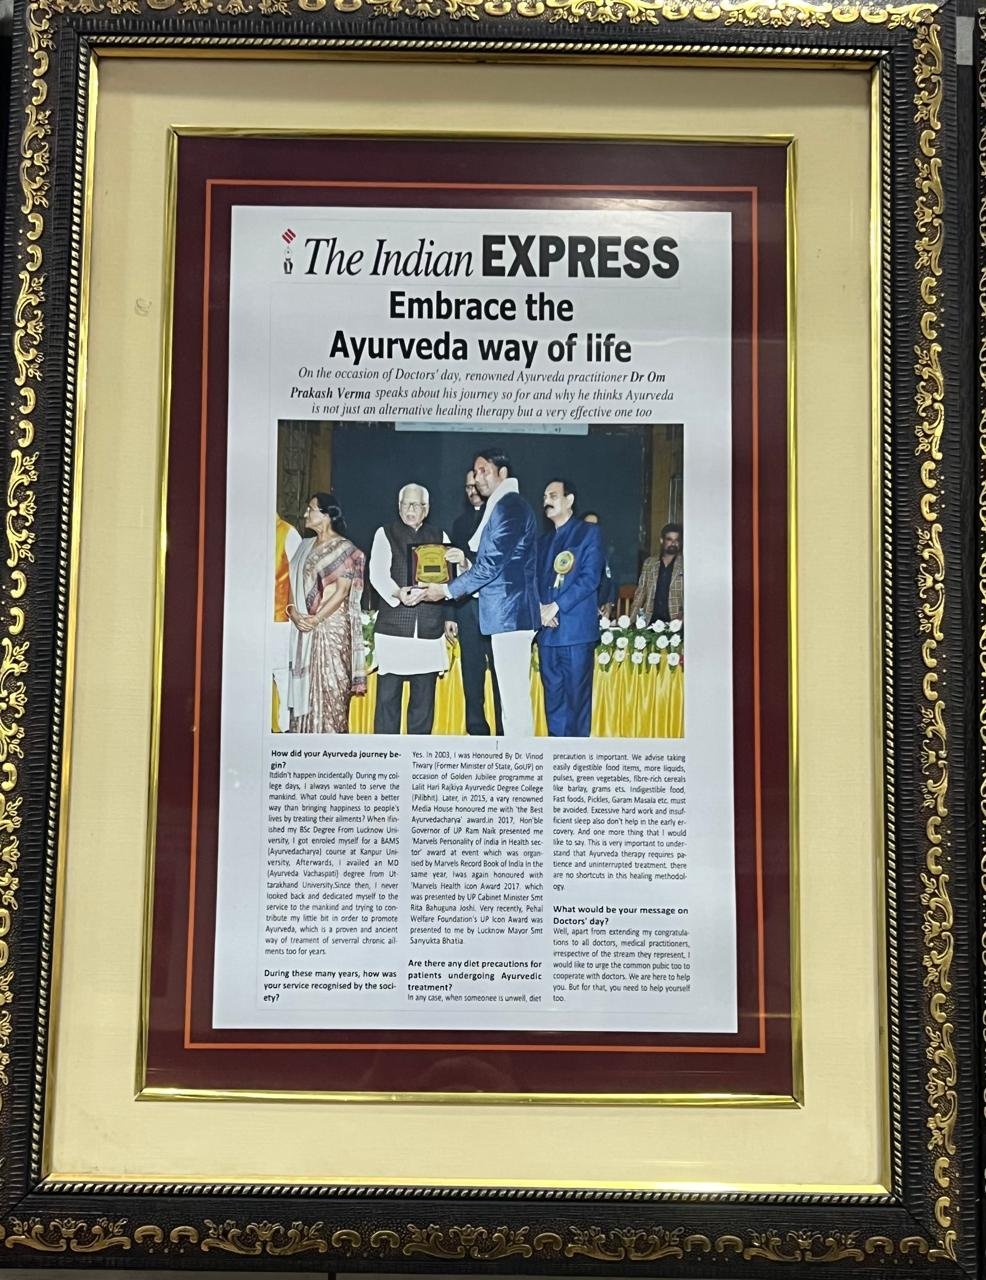 The Indian EXPRESS
Embrace the
Ayurveda way of life
On the occasion of Doctors' day, renowned Ayurveda practitioner Dr Om
Prakash Verma speaks about his journey so for and why he thinks Ayurveda
is not just an alternative healing therapy but a very effective one too
How did your Ayurveda journey be-
gin?
Itdidn't happen incidentally. During my col-
lege days, I always wanted to serve the
mankind. What could have been a better
way than bringing happiness to people's
lives by treating their ailments? When Ifin-
ished my BSc Degree From Lucknow Uni-
versity, I got enroled myself for a BAMS
(Ayurvedacharya) course at Kanpur Uni-
versity, Afterwards, I availed an MD
(Ayurveda Vachaspati) degree from Ut-
tarakhand University.Since then, I never
looked back and dedicated myself to the
service to the mankind and trying to con-
tribute my little bit in order to promote
Ayurveda, which is a proven and ancient
way of treament of serverral chronic ail-
ments too for years.
During these many years, how was
your service recognised by the soci-
ety?
Yes. In 2003, I was Honoured By Dr. Vinod
Tiwary (Former Minister of State, GoUP) on
occasion of Golden Jubilee programme at
Lalit Hari Rajkiya Ayurvedic Degree College
(Pilibhit). Later, in 2015, a vary renowned
Media House honoured me with 'the Best
Ayurvedacharya' award.in 2017, Hon'ble
Governor of UP Ram Naik presented me
'Marvels Personality of India in Health sec-
tor' award at event which was organ-
ised by Marvels Record Book of India in the
same year, Iwas again honoured with
'Marvels Health icon Award 2017, which
was presented by UP Cabinet Minister Smt
Rita Bahuguna Joshi. Very recently, Pehal
Welfare Foundation's UP Icon Award was
presented to me by Lucknow Mayor Smt
Sanyukta Bhatia.
Are there any diet precautions for
patients undergoing Ayurvedic
treatment?
In any case, when someonee is unwell, diet
precaution is important. We advise taking
easily digestible food items, more liquids,
pulses, green vegetables, fibre-rich cereals
like barlay, grams ets. Indigestible food,
Fast foods, Pickles, Garam Masala etc. must
be avoided. Excessive hard work and insuf-
ficient sleep also don't help in the early er-
covery. And one more thing that I would
like to say. This is very important to under-
stand that Ayurveda therapy requires pa-
tience and uninterrupted treatment. there
are no shortcuts in this healing methodol-
ogy.
What would be your message on
Doctors' day?
Well, apart from extending my congratula-
tions to all doctors, medical practitioners,
irrespective of the stream they represent, I
would like to urge the common pubic too to
cooperate with doctors. We are here to help
you. But for that, you need to help yourself
too.